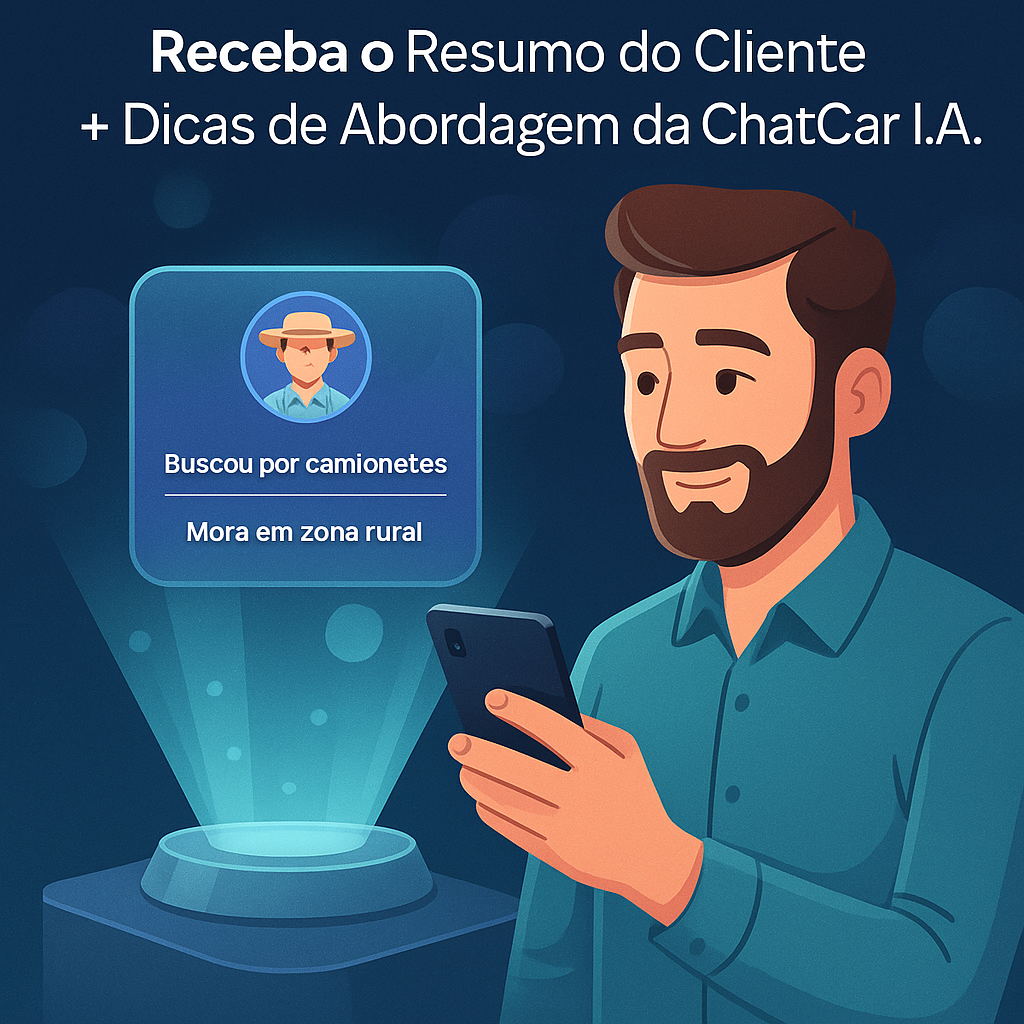 Receba o Resumo do Cliente
+ Dicas de Abordagem da ChatCar I.A.
Buscou por camionetes
Mora em zona rural